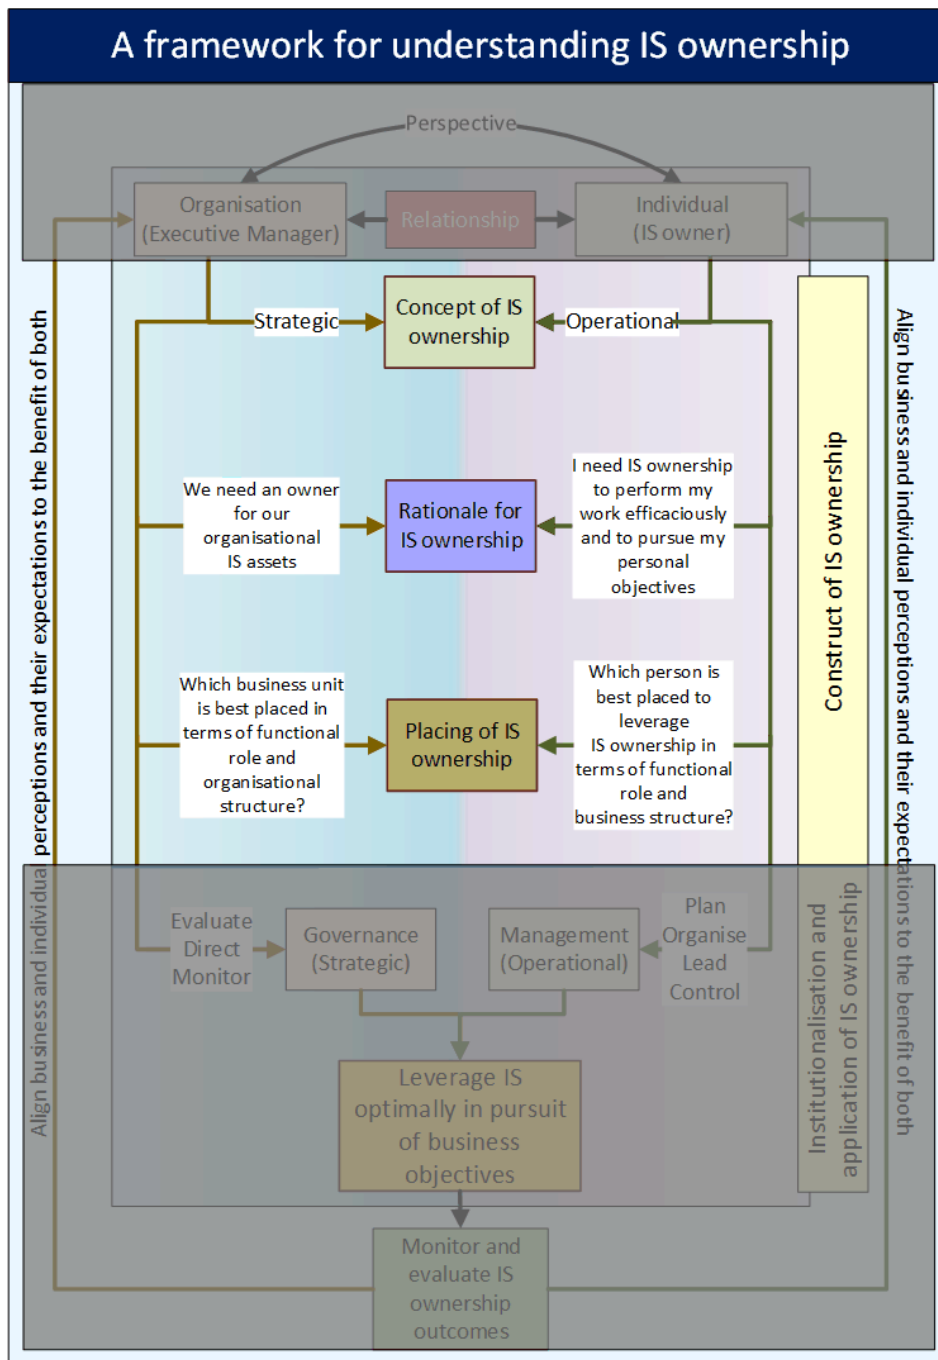 A framework for understanding IS ownership
Perspective
Organisation
(Executive Manager)
Relationship
Individual
(IS owner)
Strategic
Concept of IS
ownership
Operational
We need an owner
for our
organisational
IS assets
Rationale for
IS ownership
I need IS ownership
to perform my
work efficaciously
and to pursue my
personal
objectives
Which business unit
is best placed in
terms of functional
role and
organisational
structure?
Placing of IS
ownership
Which person is
best placed to
leverage
IS ownership in
terms of functional
role and
business structure?
Evaluate
Direct
Monitor
Governance
(Strategic)
Management
(Operational)
Plan
Organise
Lead
Control
Leverage IS
optimally in pursuit
of business
objectives
Monitor and
evaluate IS
ownership
outcomes
Align business and individual perceptions and their expectations to the benefit of both
Construct of IS ownership
Institutionalisation and
application of IS ownership
Align business and individual perceptions and their expectations to the benefit of both